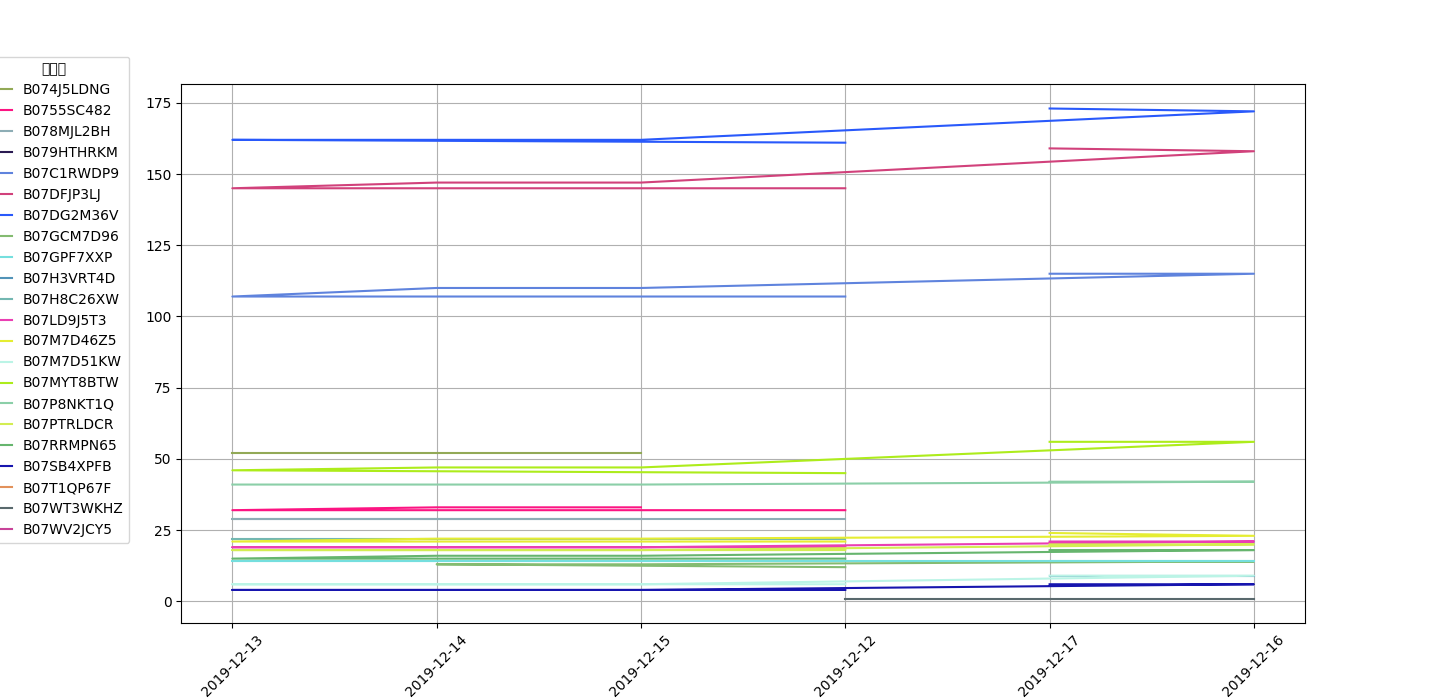 B074J5LDNG
B0755SC482
B078MJL2BH
B079HTHRKM
B07C1RWDP9
B07DFJP3LJ
B07DG2M36V
B07GCM7D96
B07GPF7XXP
B07H3VRT4D
B07H8C26XW
B07LD9J5T3
B07M7D46Z5
B07M7D51KW
B07MYT8BTW
B07P8NKT1Q
B07PTRLDCR
B07RRMPN65
B07SB4XPFB
B07T1QP67F
B07WT3WKHZ
B07WV2JCY5
175
150
125
100
75
50
25
0
2019-12-13
2019-12-14
2019-12-15
2019-12-12
2019-12-17
2019-12-16